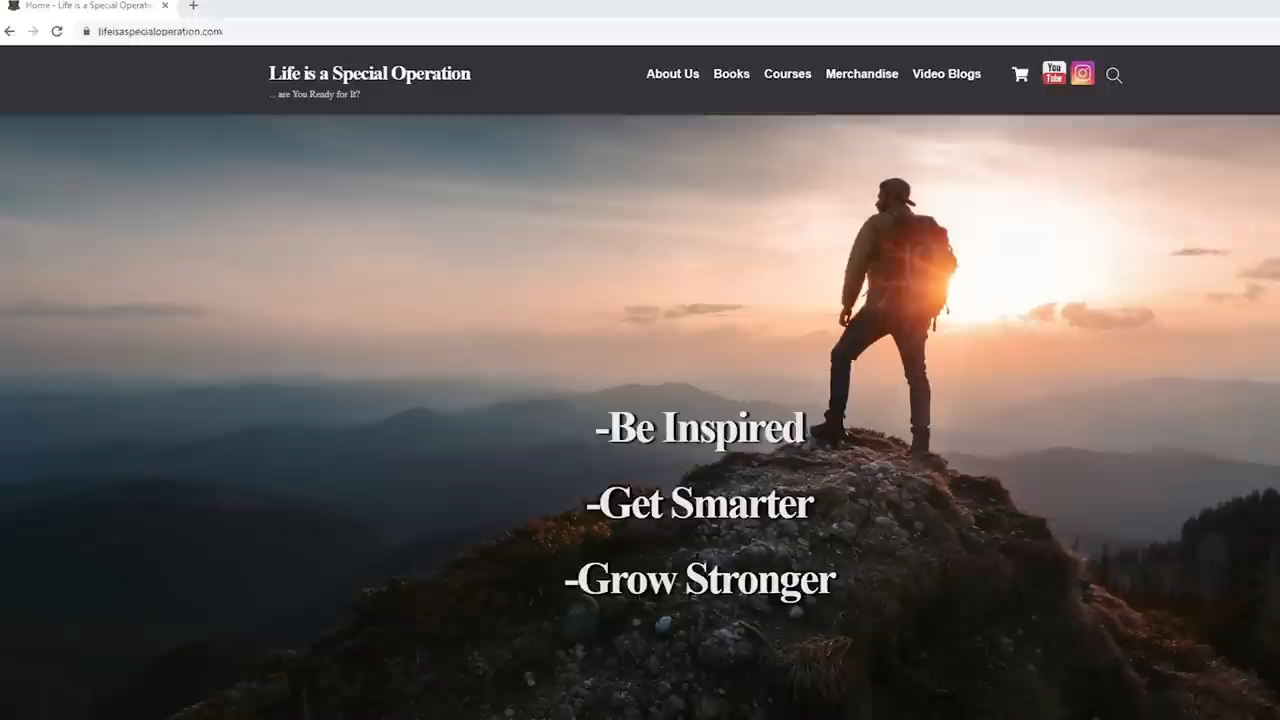 Home - Life is a Special Operatic
lifeisaspecialoperation.com
Life is a Special Operation
... are You Ready for It?
About Us Books Courses Merchandise Video Blogs
You
Tube
-Be Inspired
-Get Smarter
-Grow Stronger